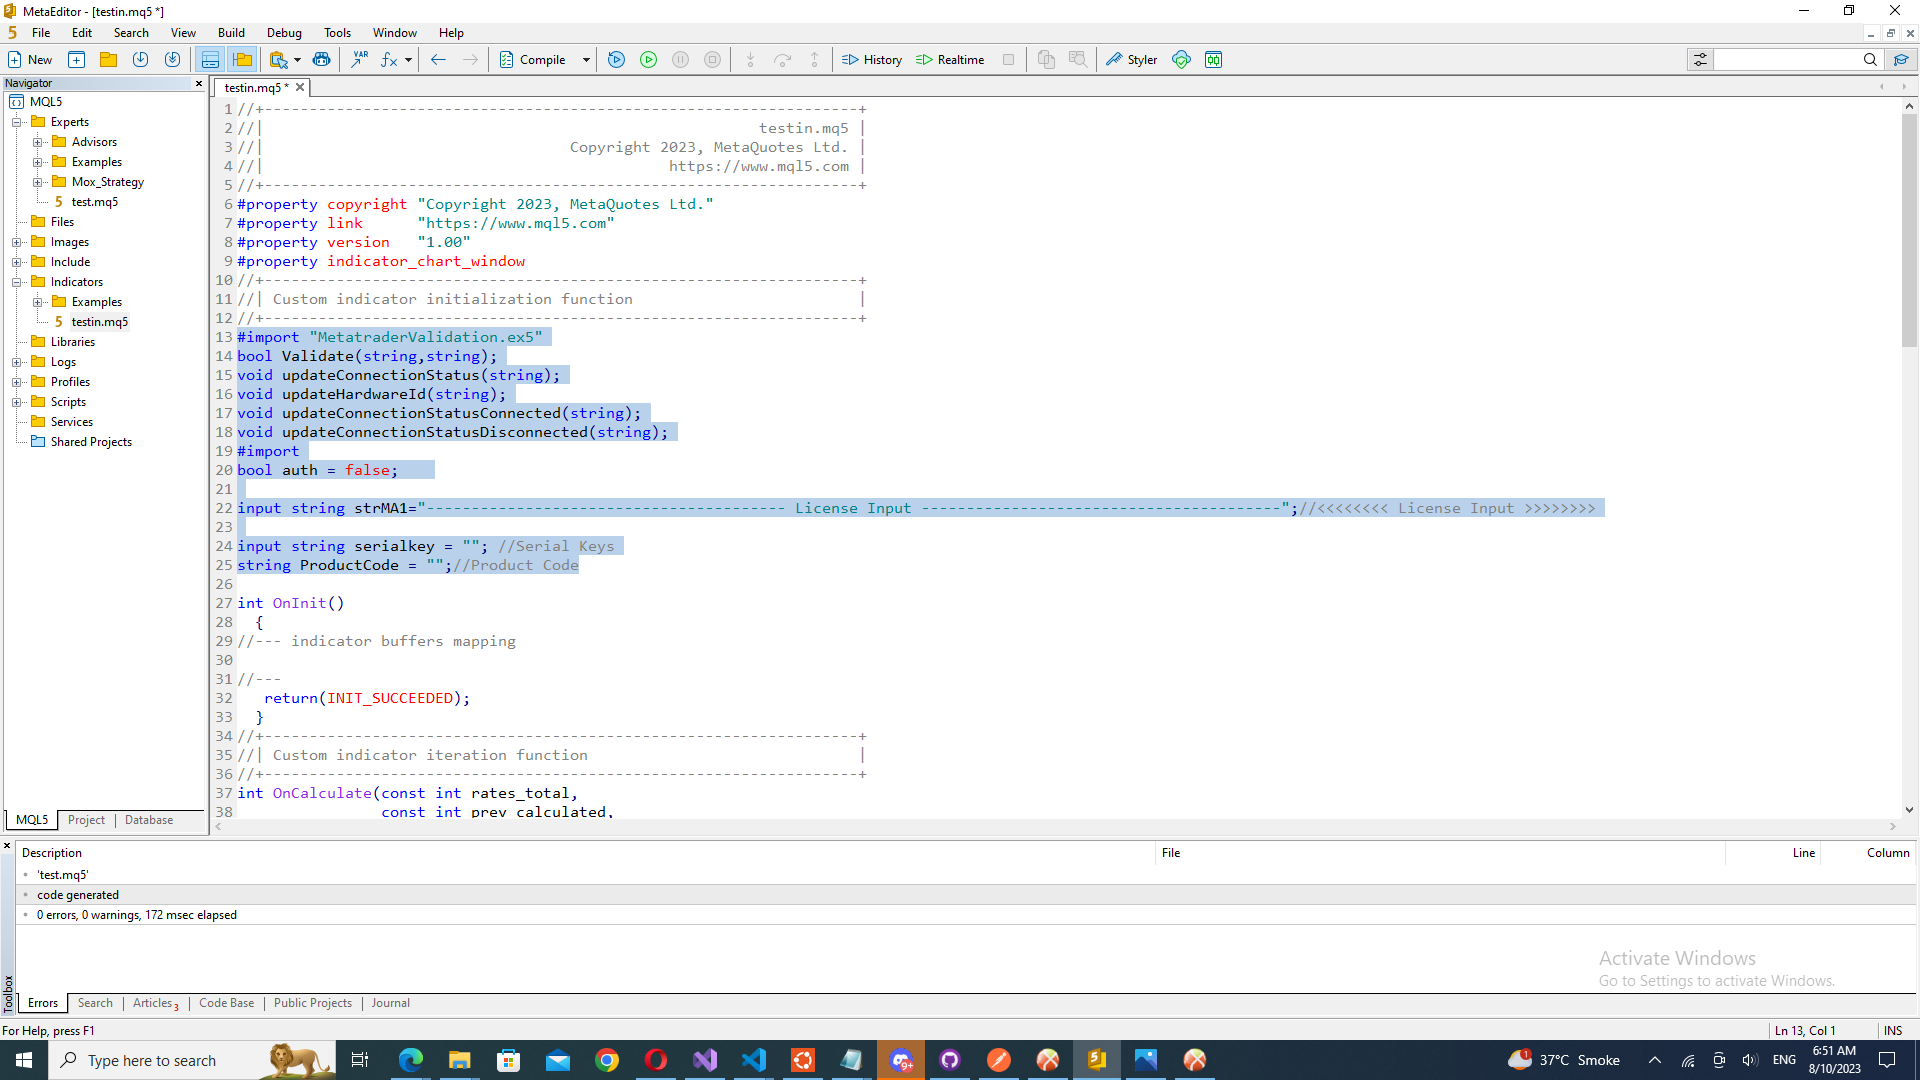 MetaEditor - [testin.mq5 *]
5 File Edit Search View Build Debug Tools Window Help
New VAR fx Compile History Realtime Styler
Navigator
MQL5
Experts
Advisors
Examples
Mox_Strategy
5 test.mq5
Files
Images
Include
Indicators
Examples
5 testin.mq5
Libraries
Logs
Profiles
Scripts
Services
Shared Projects
MQL5 Project Database
testin.mq5 *
1 //+------------------------------------------------------------------+
2 //| testin.mq5 |
3 //| Copyright 2023, MetaQuotes Ltd. |
4 //| https://www.mql5.com |
5 //+------------------------------------------------------------------+
6 #property copyright "Copyright 2023, MetaQuotes Ltd."
7 #property link "https://www.mql5.com"
8 #property version "1.00"
9 #property indicator_chart_window
10 //+------------------------------------------------------------------+
11 //| Custom indicator initialization function |
12 //+------------------------------------------------------------------+
13 #import "MetatraderValidation.ex5"
14 bool Validate(string,string);
15 void updateConnectionStatus(string);
16 void updateHardwareId(string);
17 void updateConnectionStatusConnected(string);
18 void updateConnectionStatusDisconnected(string);
19 #import
20 bool auth = false;
21
22 input string strMA1="---------------------------------------- License Input ----------------------------------------";//<<<<<<<< License Input >>>>>>>>
23
24 input string serialkey = ""; //Serial Keys
25 string ProductCode = "";//Product Code
26
27 int OnInit()
28 {
29 //--- indicator buffers mapping
30
31 //---
32 return(INIT_SUCCEEDED);
33 }
34 //+------------------------------------------------------------------+
35 //| Custom indicator iteration function |
36 //+------------------------------------------------------------------+
37 int OnCalculate(const int rates_total,
38 const int prev_calculated,
Description File Line Column
'test.mq5'
code generated
0 errors, 0 warnings, 172 msec elapsed
Activate Windows
Go to Settings to activate Windows.
Toolbox
Errors Search Articles 3 Code Base Public Projects Journal
For Help, press F1 Ln 13, Col 1 INS
Type here to search 9+ 1 37°C Smoke ENG 6:51 AM
8/10/2023